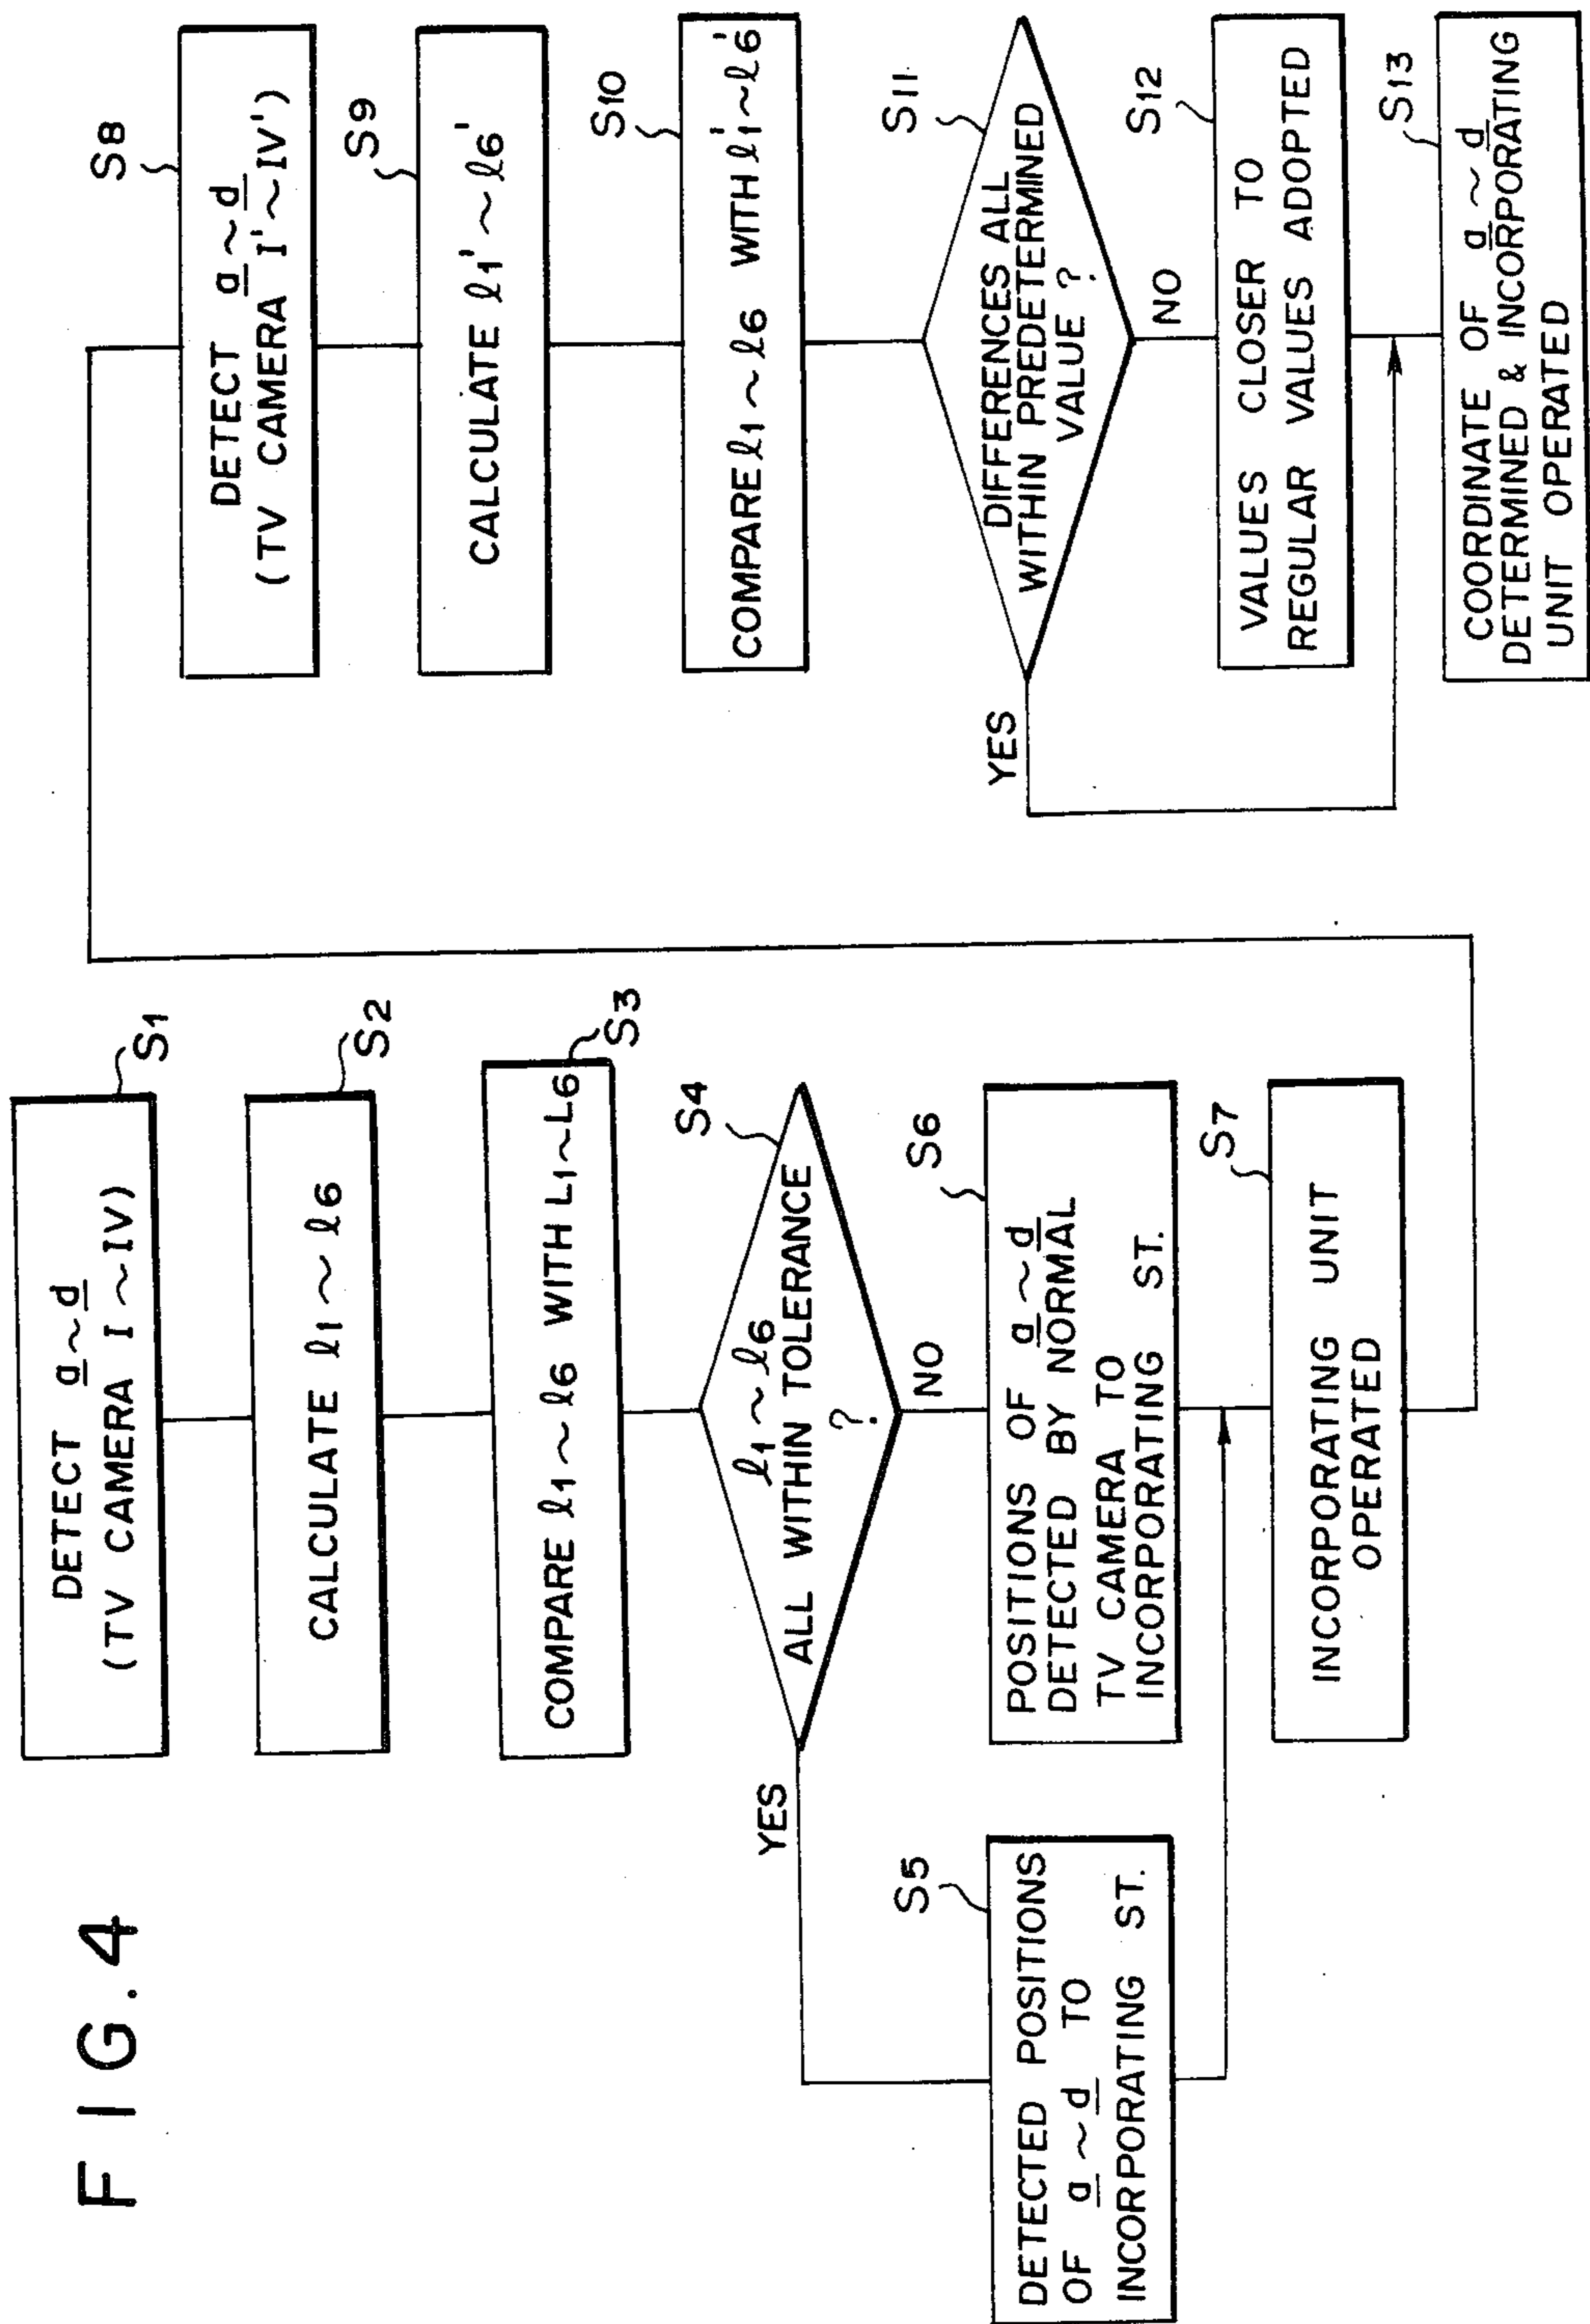 FIG.4
DETECT a~d
(TV CAMERA I~IV)
S1
CALCULATE ℓ1~ℓ6
S2
COMPARE ℓ1~ℓ6 WITH L1~L6
S3
ℓ1~ℓ6
ALL WITHIN TOLERANCE
?
S4
YES
NO
DETECTED POSITIONS
OF a~d TO
INCORPORATING ST.
S5
POSITIONS OF a~d
DETECTED BY NORMAL
TV CAMERA TO
INCORPORATING ST.
S6
INCORPORATING UNIT
OPERATED
S7
DETECT a~d
(TV CAMERA I'~IV')
S8
CALCULATE ℓ1'~ℓ6'
S9
COMPARE ℓ1~ℓ6 WITH ℓ1'~ℓ6'
S10
DIFFERENCES ALL
WITHIN PREDETERMINED
VALUE ?
S11
YES
NO
VALUES CLOSER TO
REGULAR VALUES ADOPTED
S12
COORDINATE OF a~d
DETERMINED & INCORPORATING
UNIT OPERATED
S13